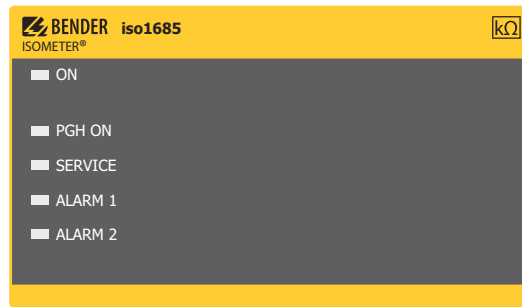 BENDER iso1685
ISOMETER®
kΩ
ON
PGH ON
SERVICE
ALARM 1
ALARM 2